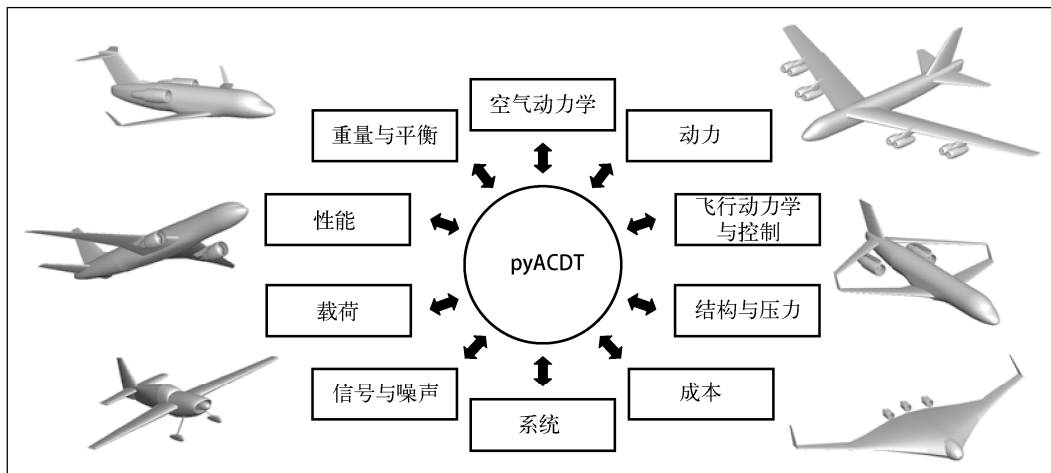 空气动力学
重量与平衡
动力
性能
飞行动力学
与控制
pyACDT
载荷
结构与压力
信号与噪声
成本
系统